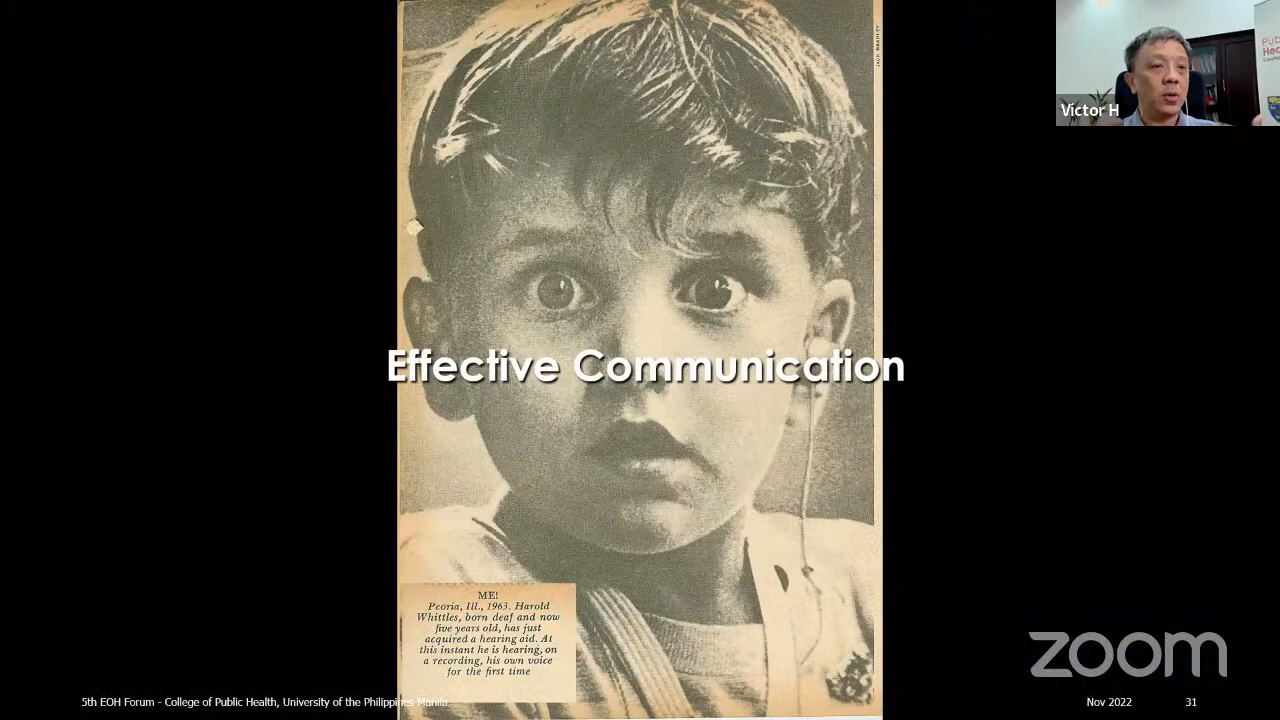 JACK BRADLEY
Victor H
Effective Communication
ME!
Peoria, Ill., 1963. Harold
Whittles, born deaf and now
five years old, has just
acquired a hearing aid. At
this instant he is hearing, on
a recording, his own voice
for the first time
zoom
5th EOH Forum - College of Public Health, University of the Philippines Manila.
Nov 2022
31